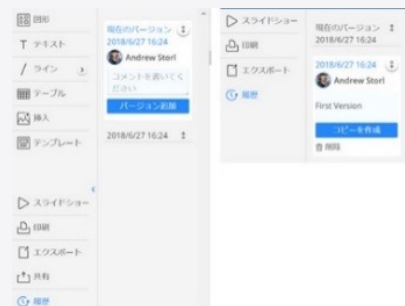 図形
テキスト
ライン
テーブル
挿入
テンプレート
スライドショー
印刷
エクスポート
共有
履歴
現在のバージョン
2018/6/27 16:24
Andrew Storl
コメントを書いてく
ださい
バージョン追加
2018/6/27 16:24
スライドショー
印刷
エクスポート
履歴
現在のバージョン
2018/6/27 16:24
2018/6/27 16:24
Andrew Storl
First Version
コピーを作成
削除